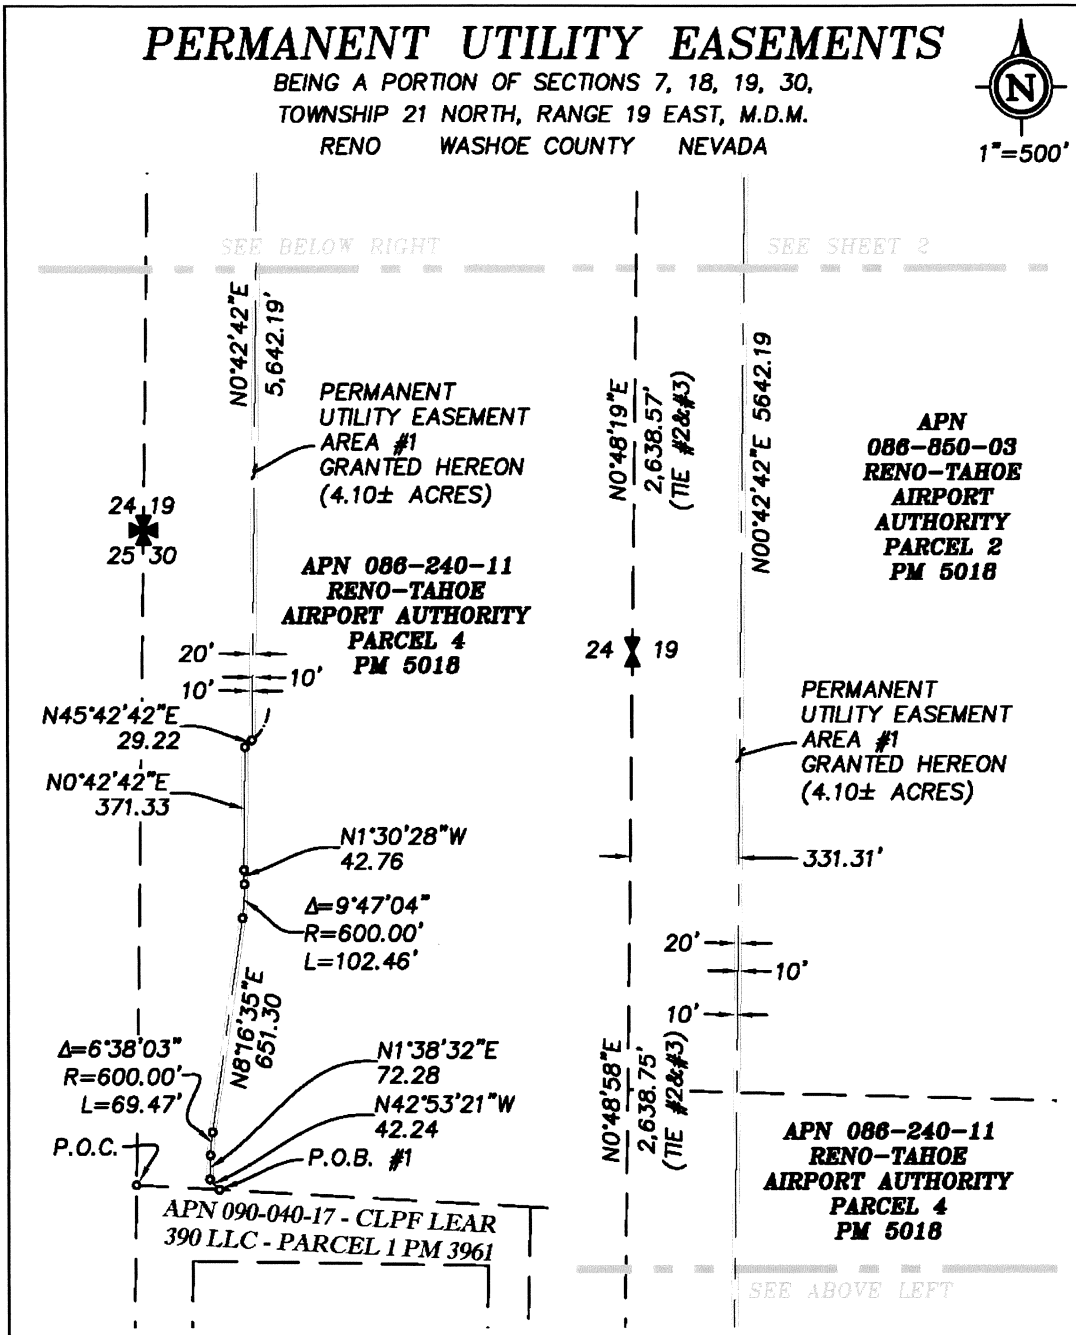 PERMANENT UTILITY EASEMENTS
BEING A PORTION OF SECTIONS 7, 18, 19, 30,
TOWNSHIP 21 NORTH, RANGE 19 EAST, M.D.M.
RENO WASHOE COUNTY NEVADA
N
1"=500'
SEE BELOW RIGHT
SEE SHEET 2
N0°42'42"E
5,642.19'
PERMANENT
UTILITY EASEMENT
AREA #1
GRANTED HEREON
(4.10± ACRES)
24 19
25 30
APN 086-240-11
RENO-TAHOE
AIRPORT AUTHORITY
PARCEL 4
PM 5018
20'
10'
10'
N45°42'42"E
29.22
N0°42'42"E
371.33
N1°30'28"W
42.76
Δ=9°47'04"
R=600.00'
L=102.46'
N8°16'35"E
651.30
Δ=6°38'03"
R=600.00'
L=69.47'
N1°38'32"E
72.28
N42°53'21"W
42.24
P.O.C.
P.O.B. #1
APN 090-040-17 - CLPF LEAR
390 LLC - PARCEL 1 PM 3961
N0°48'19"E
2,638.57'
(TIE #2&#3)
N00°42'42"E 5642.19
APN
086-850-03
RENO-TAHOE
AIRPORT
AUTHORITY
PARCEL 2
PM 5018
24 19
PERMANENT
UTILITY EASEMENT
AREA #1
GRANTED HEREON
(4.10± ACRES)
331.31'
20'
10'
10'
N0°48'58"E
2,638.75'
(TIE #2&#3)
APN 086-240-11
RENO-TAHOE
AIRPORT AUTHORITY
PARCEL 4
PM 5018
SEE ABOVE LEFT